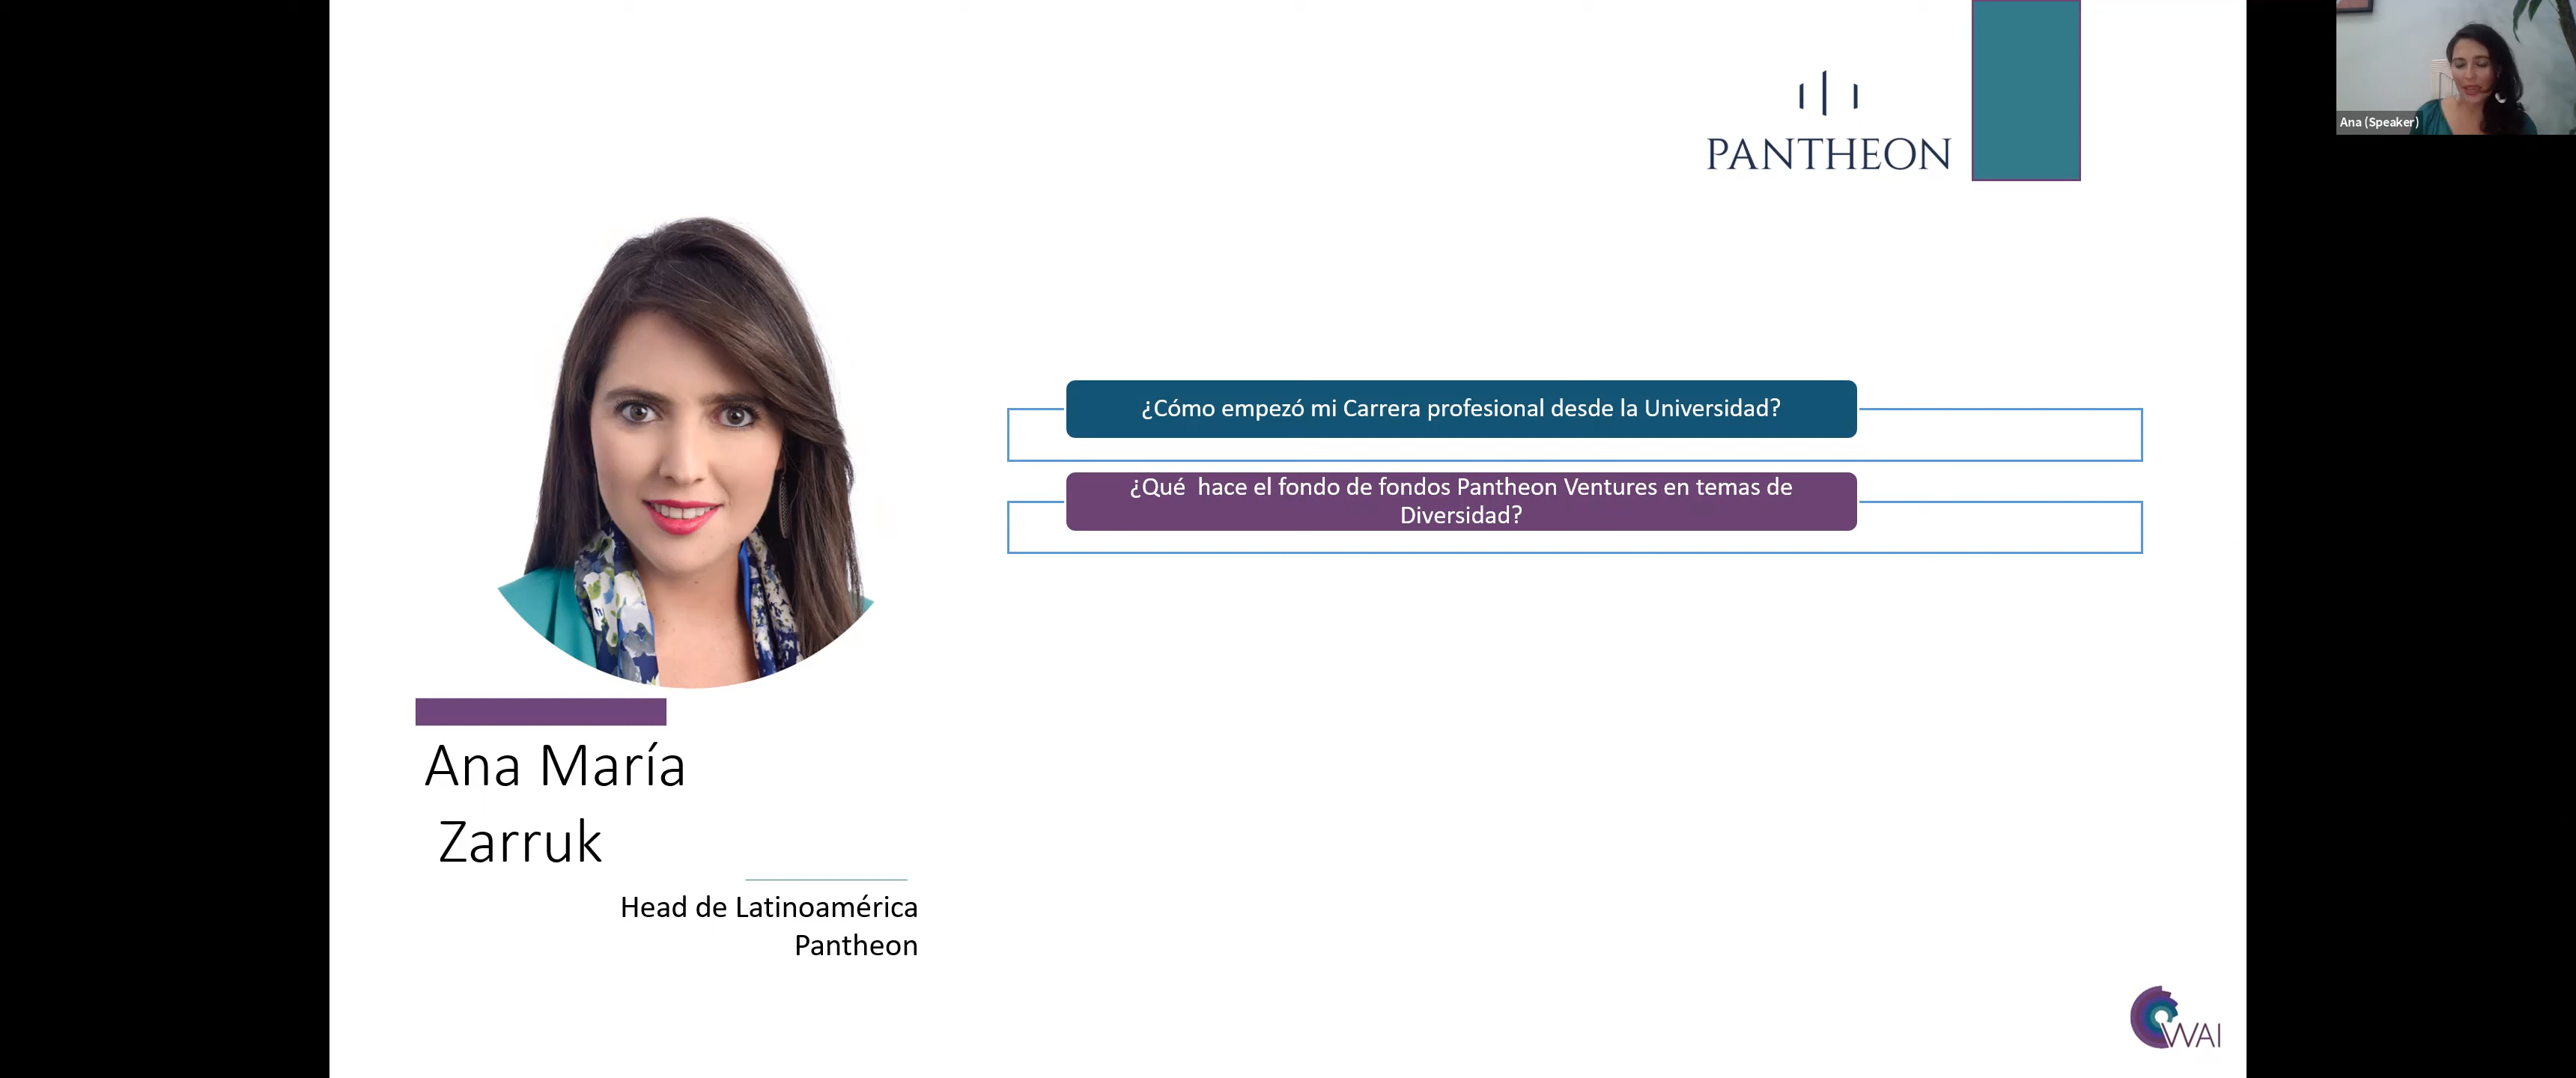 PANTHEON
Ana (Speaker)
¿Cómo empezó mi Carrera profesional desde la Universidad?
¿Qué  hace el fondo de fondos Pantheon Ventures en temas de
Diversidad?
Ana María
Zarruk
Head de Latinoamérica
Pantheon
WAI